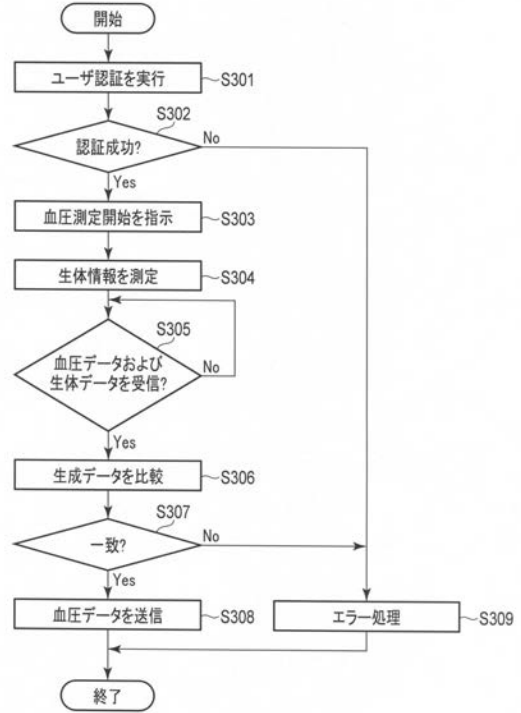 開始
ユーザ認証を実行
S301
S302
認証成功?
No
Yes
血圧測定開始を指示
S303
生体情報を測定
S304
S305
血圧データおよび
生体データを受信?
No
Yes
生成データを比較
S306
S307
一致?
No
Yes
血圧データを送信
S308
エラー処理
S309
終了